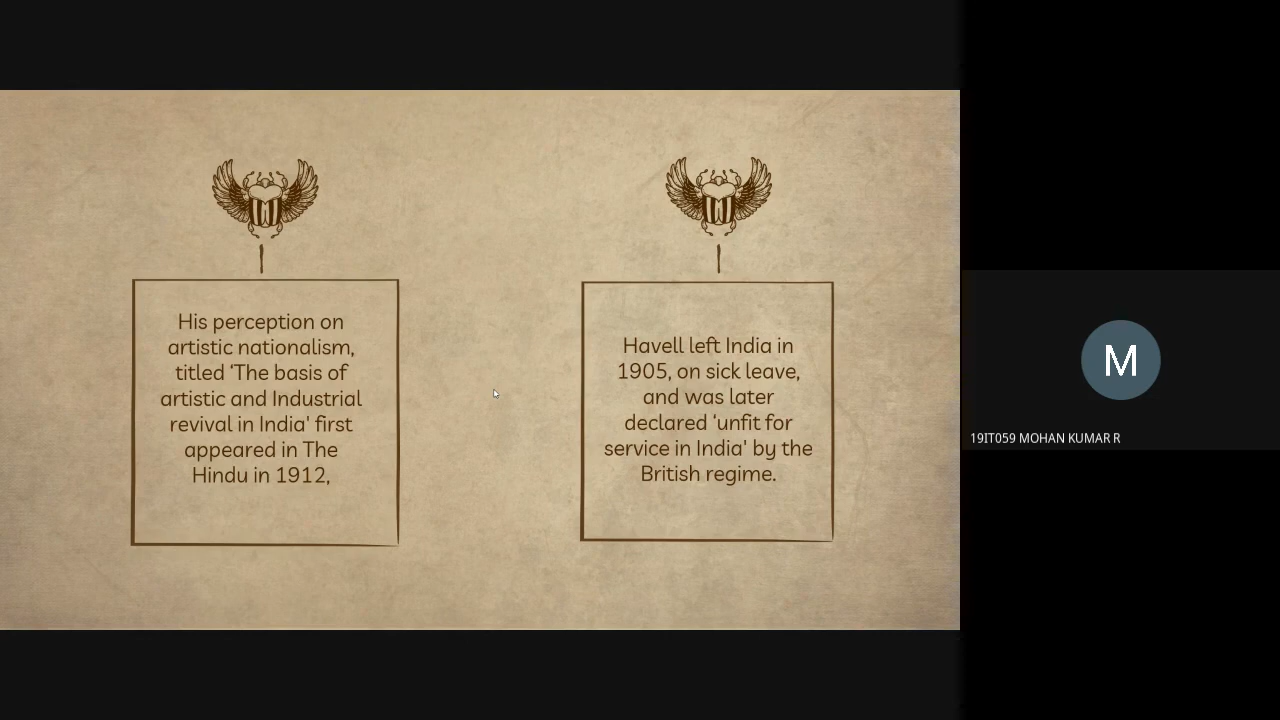 His perception on
artistic nationalism,
titled 'The basis of
artistic and Industrial
revival in India' first
appeared in The
Hindu in 1912,
Havell left India in
1905, on sick leave,
and was later
declared 'unfit for
service in India' by the
British regime.
M
19IT059 MOHAN KUMAR R